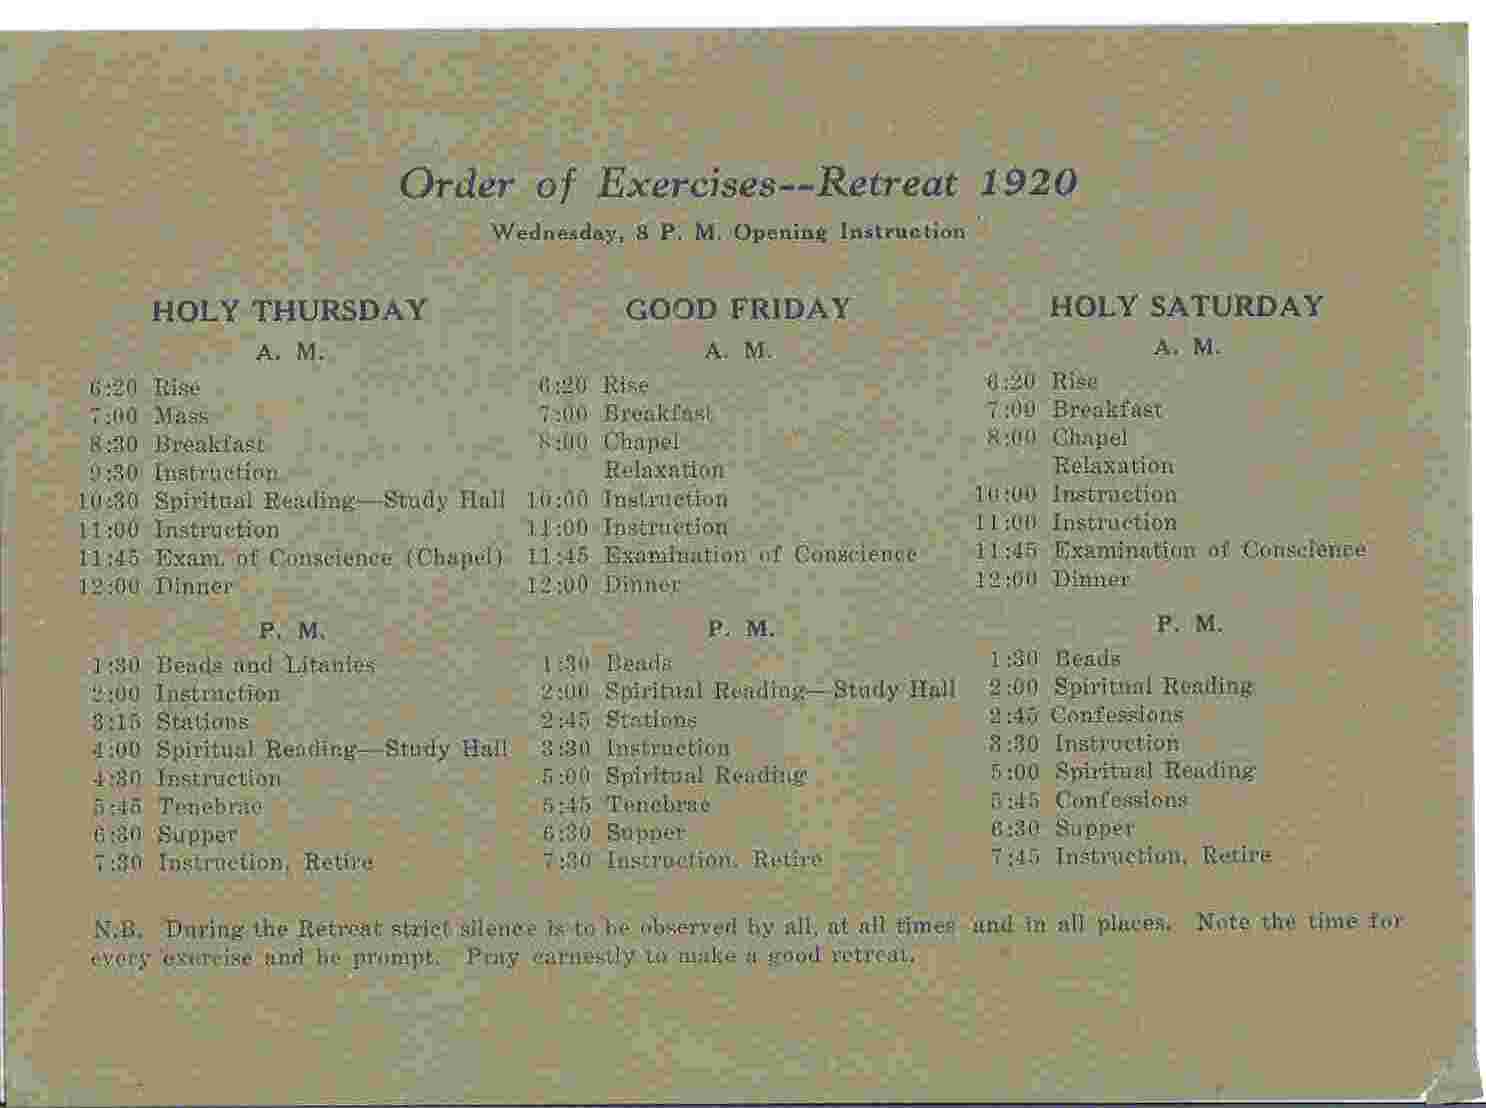 Order of Exercises--Retreat 1920
Wednesday, 8 P. M. Opening Instruction
HOLY THURSDAY
A. M.
6:20 Rise
7:00 Mass
8:30 Breakfast
9:30 Instruction
10:30 Spiritual Reading—Study Hall
11:00 Instruction
11:45 Exam. of Conscience (Chapel)
12:00 Dinner
P. M.
1:30 Beads and Litanies
2:00 Instruction
3:15 Stations
4:00 Spiritual Reading—Study Hall
4:30 Instruction
5:45 Tenebrae
6:30 Supper
7:30 Instruction, Retire
GOOD FRIDAY
A. M.
6:20 Rise
7:00 Breakfast
8:00 Chapel
Relaxation
10:00 Instruction
11:00 Instruction
11:45 Examination of Conscience
12:00 Dinner
P. M.
1:30 Beads
2:00 Spiritual Reading—Study Hall
2:45 Stations
3:30 Instruction
5:00 Spiritual Reading
5:45 Tenebrae
6:30 Supper
7:30 Instruction, Retire
HOLY SATURDAY
A. M.
6:20 Rise
7:00 Breakfast
8:00 Chapel
Relaxation
10:00 Instruction
11:00 Instruction
11:45 Examination of Conscience
12:00 Dinner
P. M.
1:30 Beads
2:00 Spiritual Reading
2:45 Confessions
3:30 Instruction
5:00 Spiritual Reading
5:45 Confessions
6:30 Supper
7:45 Instruction, Retire
N.B. During the Retreat strict silence is to be observed by all, at all times and in all places. Note the time for
every exercise and be prompt. Pray earnestly to make a good retreat.